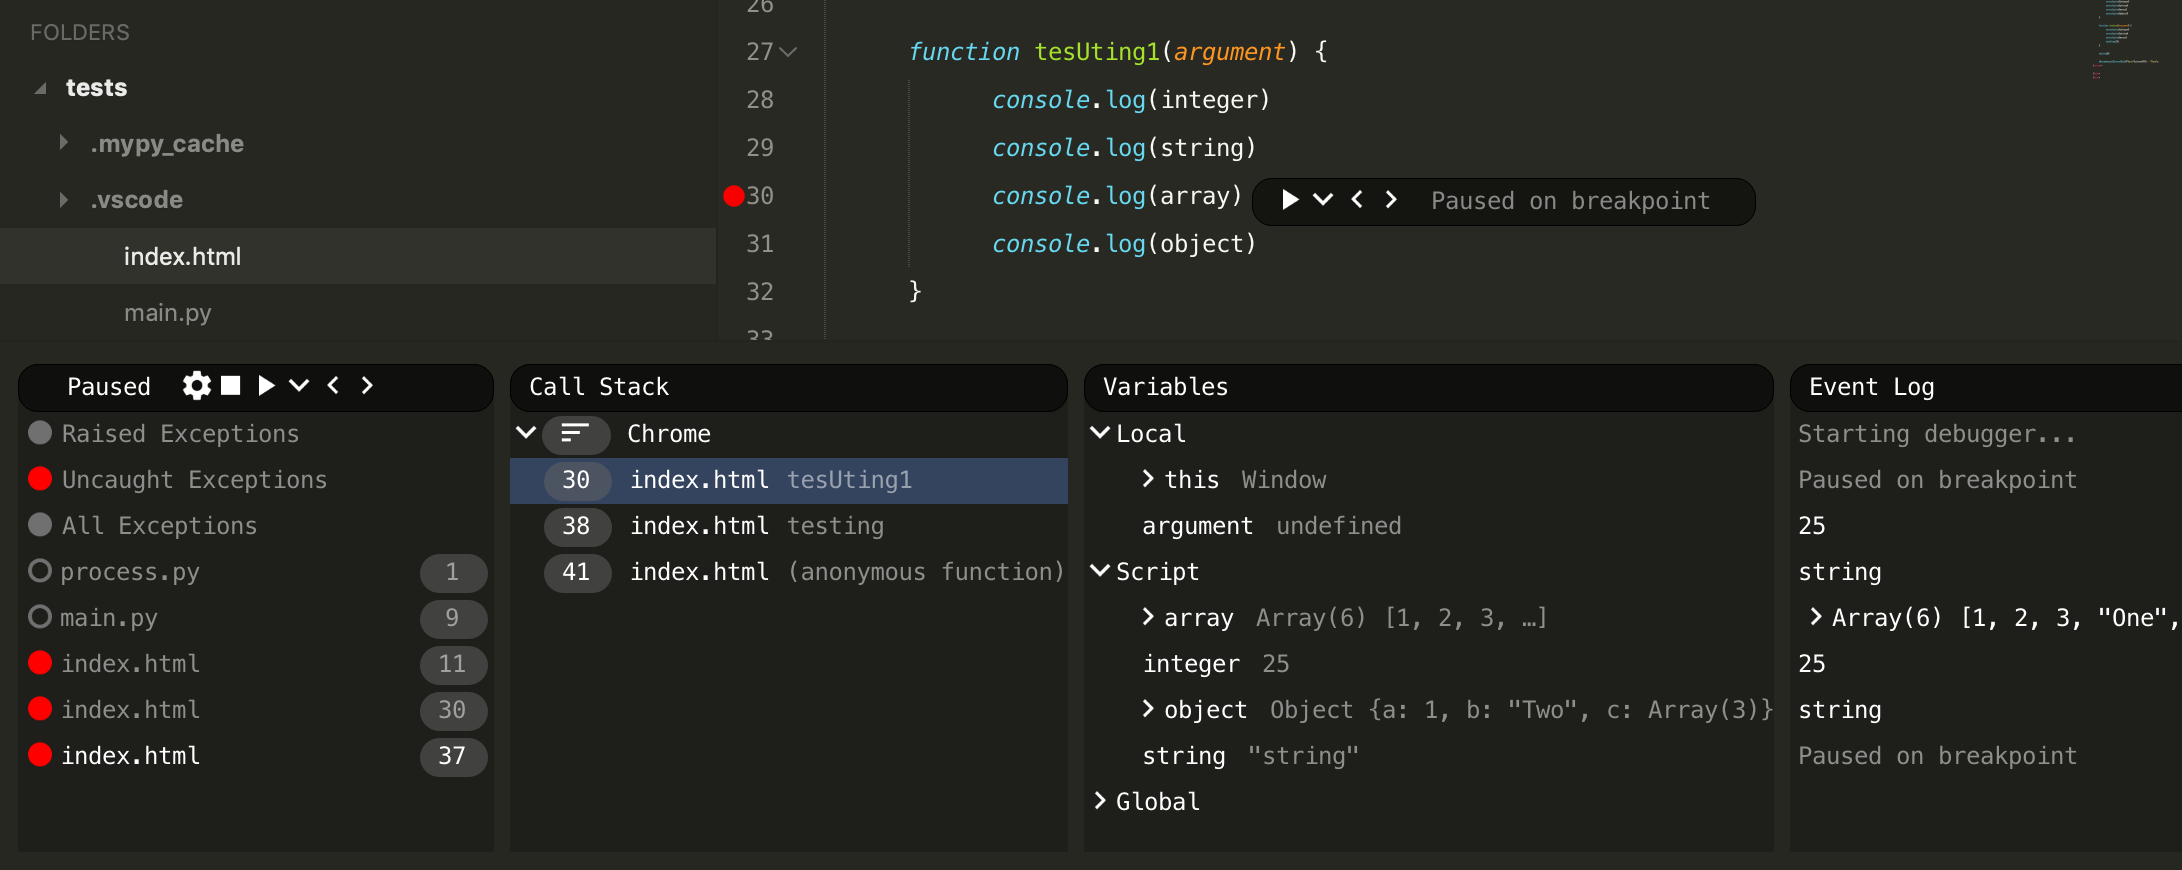 FOLDERS
tests
.mypy_cache
.vscode
index.html
main.py
26
27 function tesUting1(argument) {
28 console.log(integer)
29 console.log(string)
30 console.log(array) Paused on breakpoint
31 console.log(object)
32 }
33
Paused
Raised Exceptions
Uncaught Exceptions
All Exceptions
process.py 1
main.py 9
index.html 11
index.html 30
index.html 37
Call Stack
Chrome
30 index.html tesUting1
38 index.html testing
41 index.html (anonymous function)
Variables
Local
this Window
argument undefined
Script
array Array(6) [1, 2, 3, …]
integer 25
object Object {a: 1, b: "Two", c: Array(3)}
string "string"
Global
Event Log
Starting debugger...
Paused on breakpoint
25
string
Array(6) [1, 2, 3, "One",
25
string
Paused on breakpoint